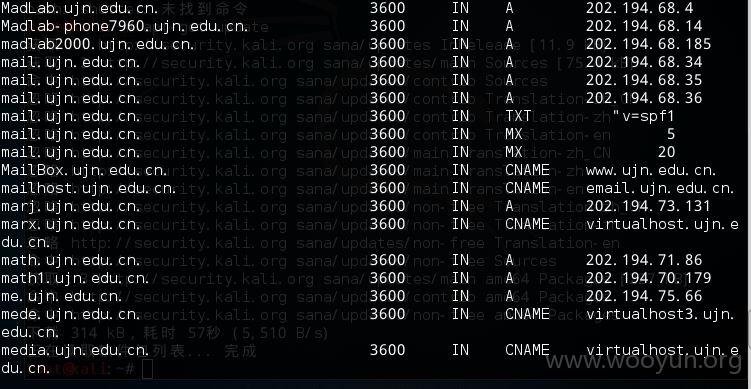 MadLab.ujn.edu.cn. 3600 IN A 202.194.68.4
Madlab-phone7960.ujn.edu.cn. 3600 IN A 202.194.68.14
madlab2000.ujn.edu.cn. 3600 IN A 202.194.68.185
mail.ujn.edu.cn. 3600 IN A 202.194.68.34
mail.ujn.edu.cn. 3600 IN A 202.194.68.35
mail.ujn.edu.cn. 3600 IN A 202.194.68.36
mail.ujn.edu.cn. 3600 IN TXT "v=spf1
mail.ujn.edu.cn. 3600 IN MX 5
mail.ujn.edu.cn. 3600 IN MX 20
MailBox.ujn.edu.cn. 3600 IN CNAME www.ujn.edu.cn.
mailhost.ujn.edu.cn. 3600 IN CNAME email.ujn.edu.cn.
marj.ujn.edu.cn. 3600 IN A 202.194.73.131
marx.ujn.edu.cn. 3600 IN CNAME virtualhost.ujn.e
du.cn.
math.ujn.edu.cn. 3600 IN A 202.194.71.86
math1.ujn.edu.cn. 3600 IN A 202.194.70.179
me.ujn.edu.cn. 3600 IN A 202.194.75.66
mede.ujn.edu.cn. 3600 IN CNAME virtualhost3.ujn.
edu.cn.
media.ujn.edu.cn. 3600 IN CNAME virtualhost.ujn.e
du.cn.
www.wooyun.org